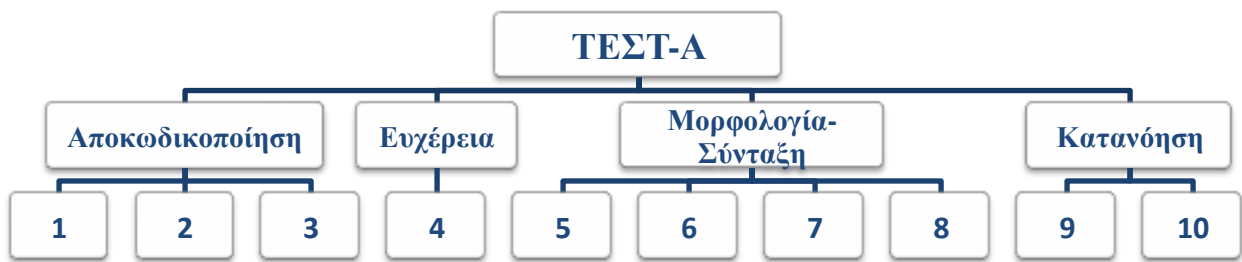 ΤΕΣΤ-Α
Αποκωδικοποίηση
Ευχέρεια
Μορφολογία-
Σύνταξη
Κατανόηση
1 2 3 4 5 6 7 8 9 10